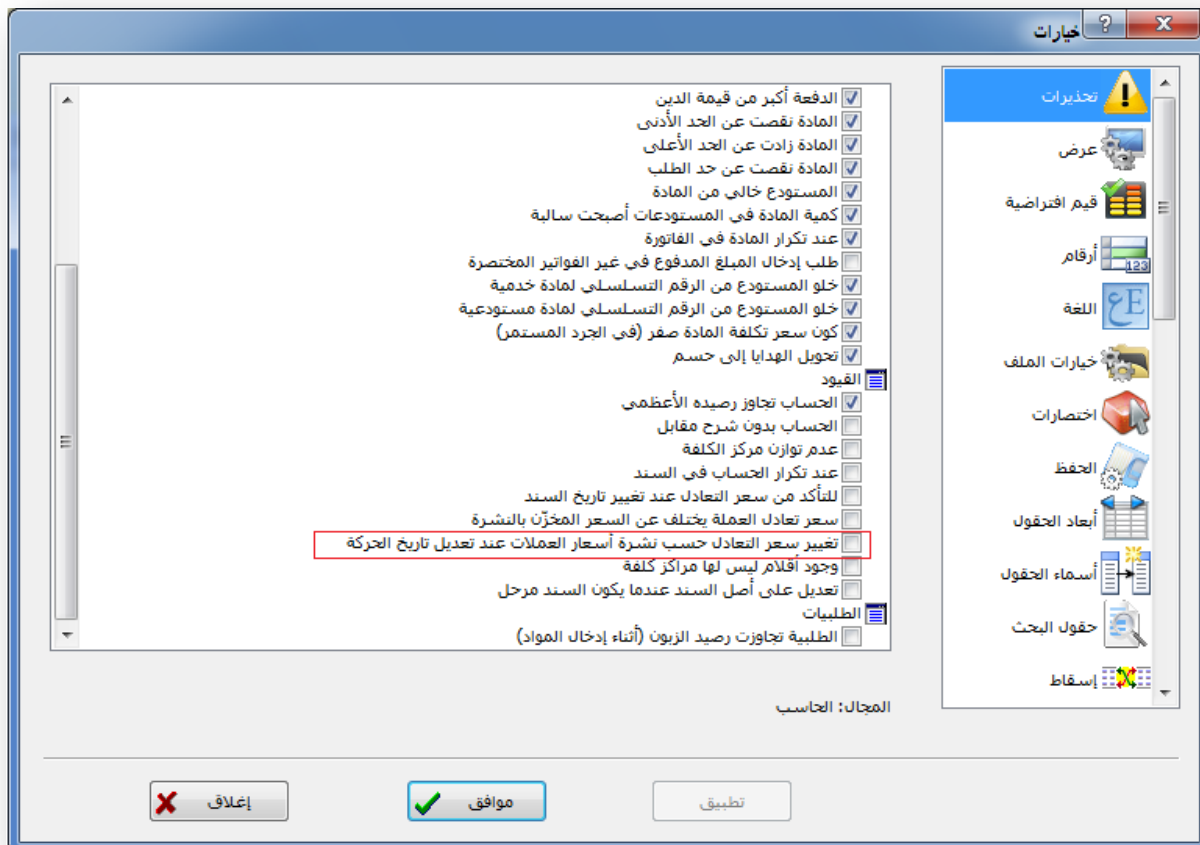 خيارات
تحذيرات
عرض
قيم افتراضية
أرقام
123
اللغة
عE
خيارات الملف
اختصارات
الحفظ
أبعاد الحقول
أسماء الحقول
حقول البحث
إسقاط
الدفعة أكبر من قيمة الدين
المادة نقصت عن الحد الأدنى
المادة زادت عن الحد الأعلى
المادة نقصت عن حد الطلب
المستودع خالي من المادة
كمية المادة في المستودعات أصبحت سالبة
عند تكرار المادة في الفاتورة
طلب إدخال المبلغ المدفوع في غير الفواتير المختصرة
خلو المستودع من الرقم التسلسلي لمادة خدمية
خلو المستودع من الرقم التسلسلي لمادة مستودعية
كون سعر تكلفة المادة صفر (في الجرد المستمر)
تحويل الهدايا إلى حسم
القيود
الحساب تجاوز رصيده الأعظمي
الحساب بدون شرح مقابل
عدم توازن مركز الكلفة
عند تكرار الحساب في السند
للتأكد من سعر التعادل عند تغيير تاريخ السند
سعر تعادل العملة يختلف عن السعر المخزّن بالنشرة
تغيير سعر التعادل حسب نشرة أسعار العملات عند تعديل تاريخ الحركة
وجود أقلام ليس لها مراكز كلفة
تعديل على أصل السند عندما يكون السند مرحل
الطلبيات
الطلبية تجاوزت رصيد الزبون (أثناء إدخال المواد)
المجال: الحاسب
تطبيق
موافق
إغلاق